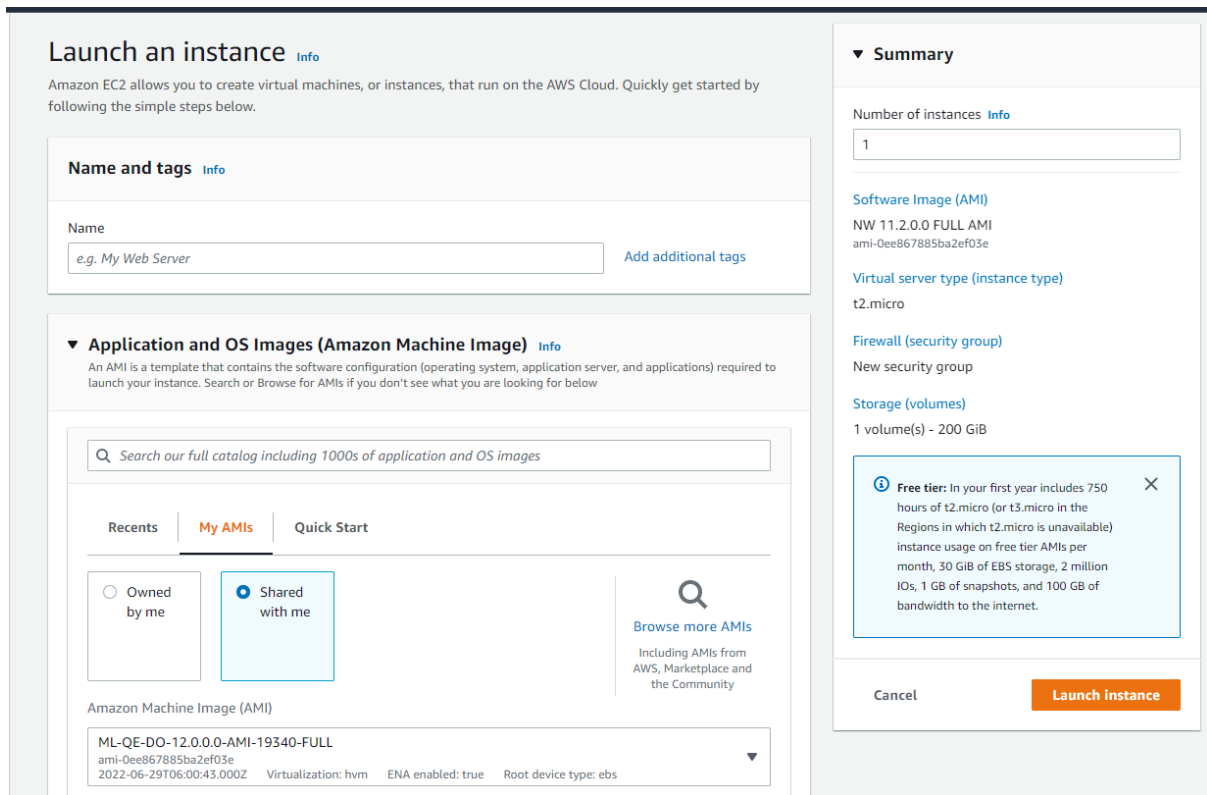 Launch an instance Info
Amazon EC2 allows you to create virtual machines, or instances, that run on the AWS Cloud. Quickly get started by
following the simple steps below.
Name and tags Info
Name
e.g. My Web Server
Add additional tags
Application and OS Images (Amazon Machine Image) Info
An AMI is a template that contains the software configuration (operating system, application server, and applications) required to
launch your instance. Search or Browse for AMIs if you don't see what you are looking for below
Search our full catalog including 1000s of application and OS images
Recents
My AMIs
Quick Start
Owned
by me
Shared
with me
Browse more AMIs
Including AMIs from
AWS, Marketplace and
the Community
Amazon Machine Image (AMI)
ML-QE-DO-12.0.0.0-AMI-19340-FULL
ami-0ee867885ba2ef03e
2022-06-29T06:00:43.000Z Virtualization: hvm ENA enabled: true Root device type: ebs
Summary
Number of instances Info
1
Software Image (AMI)
NW 11.2.0.0 FULL AMI
ami-0ee867885ba2ef03e
Virtual server type (instance type)
t2.micro
Firewall (security group)
New security group
Storage (volumes)
1 volume(s) - 200 GiB
Free tier: In your first year includes 750
hours of t2.micro (or t3.micro in the
Regions in which t2.micro is unavailable)
instance usage on free tier AMIs per
month, 30 GiB of EBS storage, 2 million
IOs, 1 GB of snapshots, and 100 GB of
bandwidth to the internet.
Cancel
Launch instance